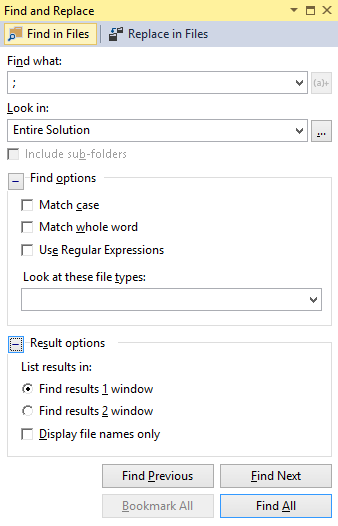 Find and Replace
Find in Files Replace in Files
Find what:
;
(a)+
Look in:
Entire Solution
...
Include sub-folders
Find options
Match case
Match whole word
Use Regular Expressions
Look at these file types:
Result options
List results in:
Find results 1 window
Find results 2 window
Display file names only
Find Previous Find Next
Bookmark All Find All